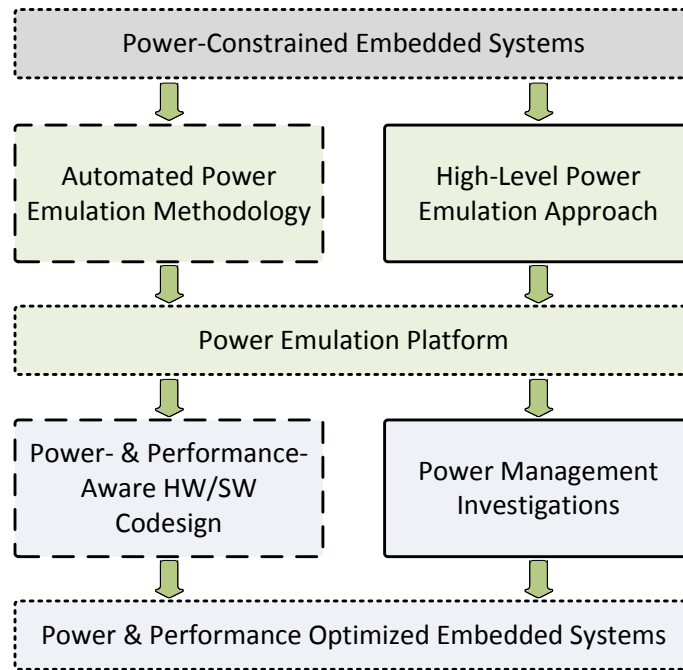 Power-Constrained Embedded Systems
Automated Power
Emulation Methodology
High-Level Power
Emulation Approach
Power Emulation Platform
Power- & Performance-
Aware HW/SW
Codesign
Power Management
Investigations
Power & Performance Optimized Embedded Systems